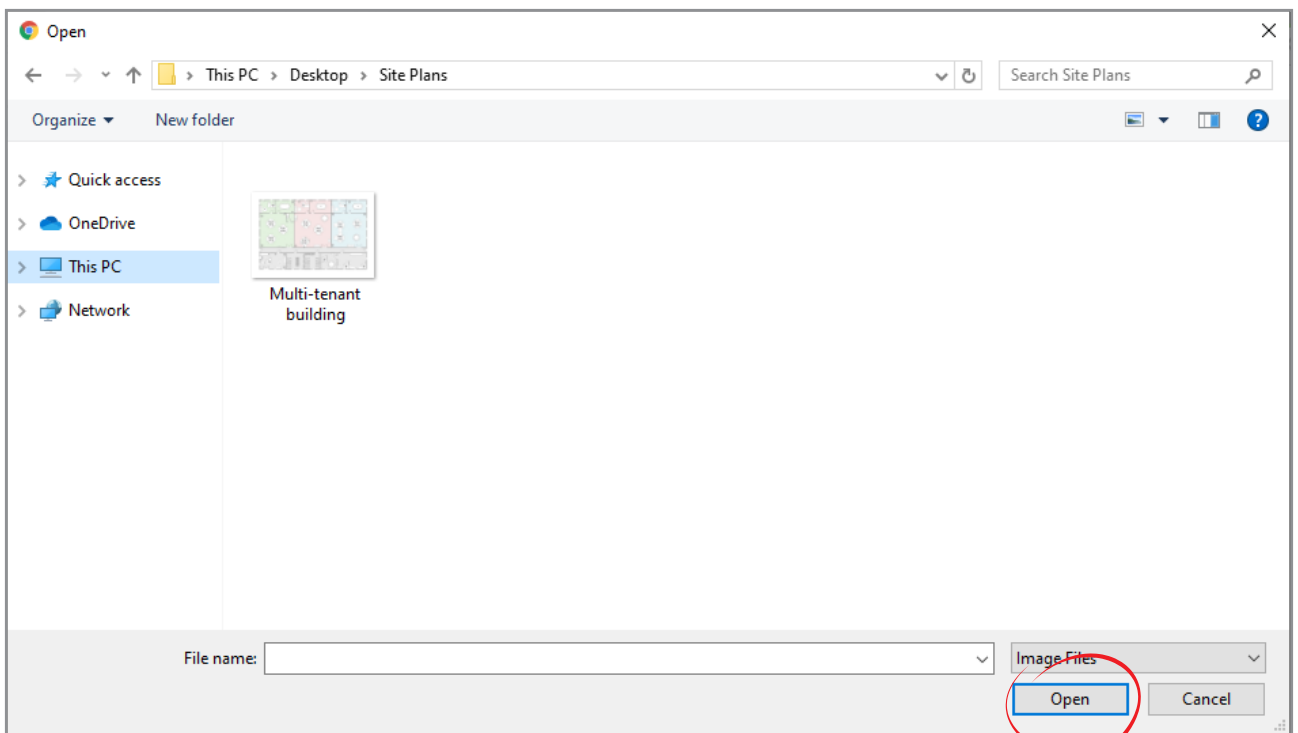 Open
This PC > Desktop > Site Plans
Search Site Plans
Organize
New folder
?
Quick access
OneDrive
This PC
Network
Multi-tenant
building
File name:
Image Files
Open
Cancel